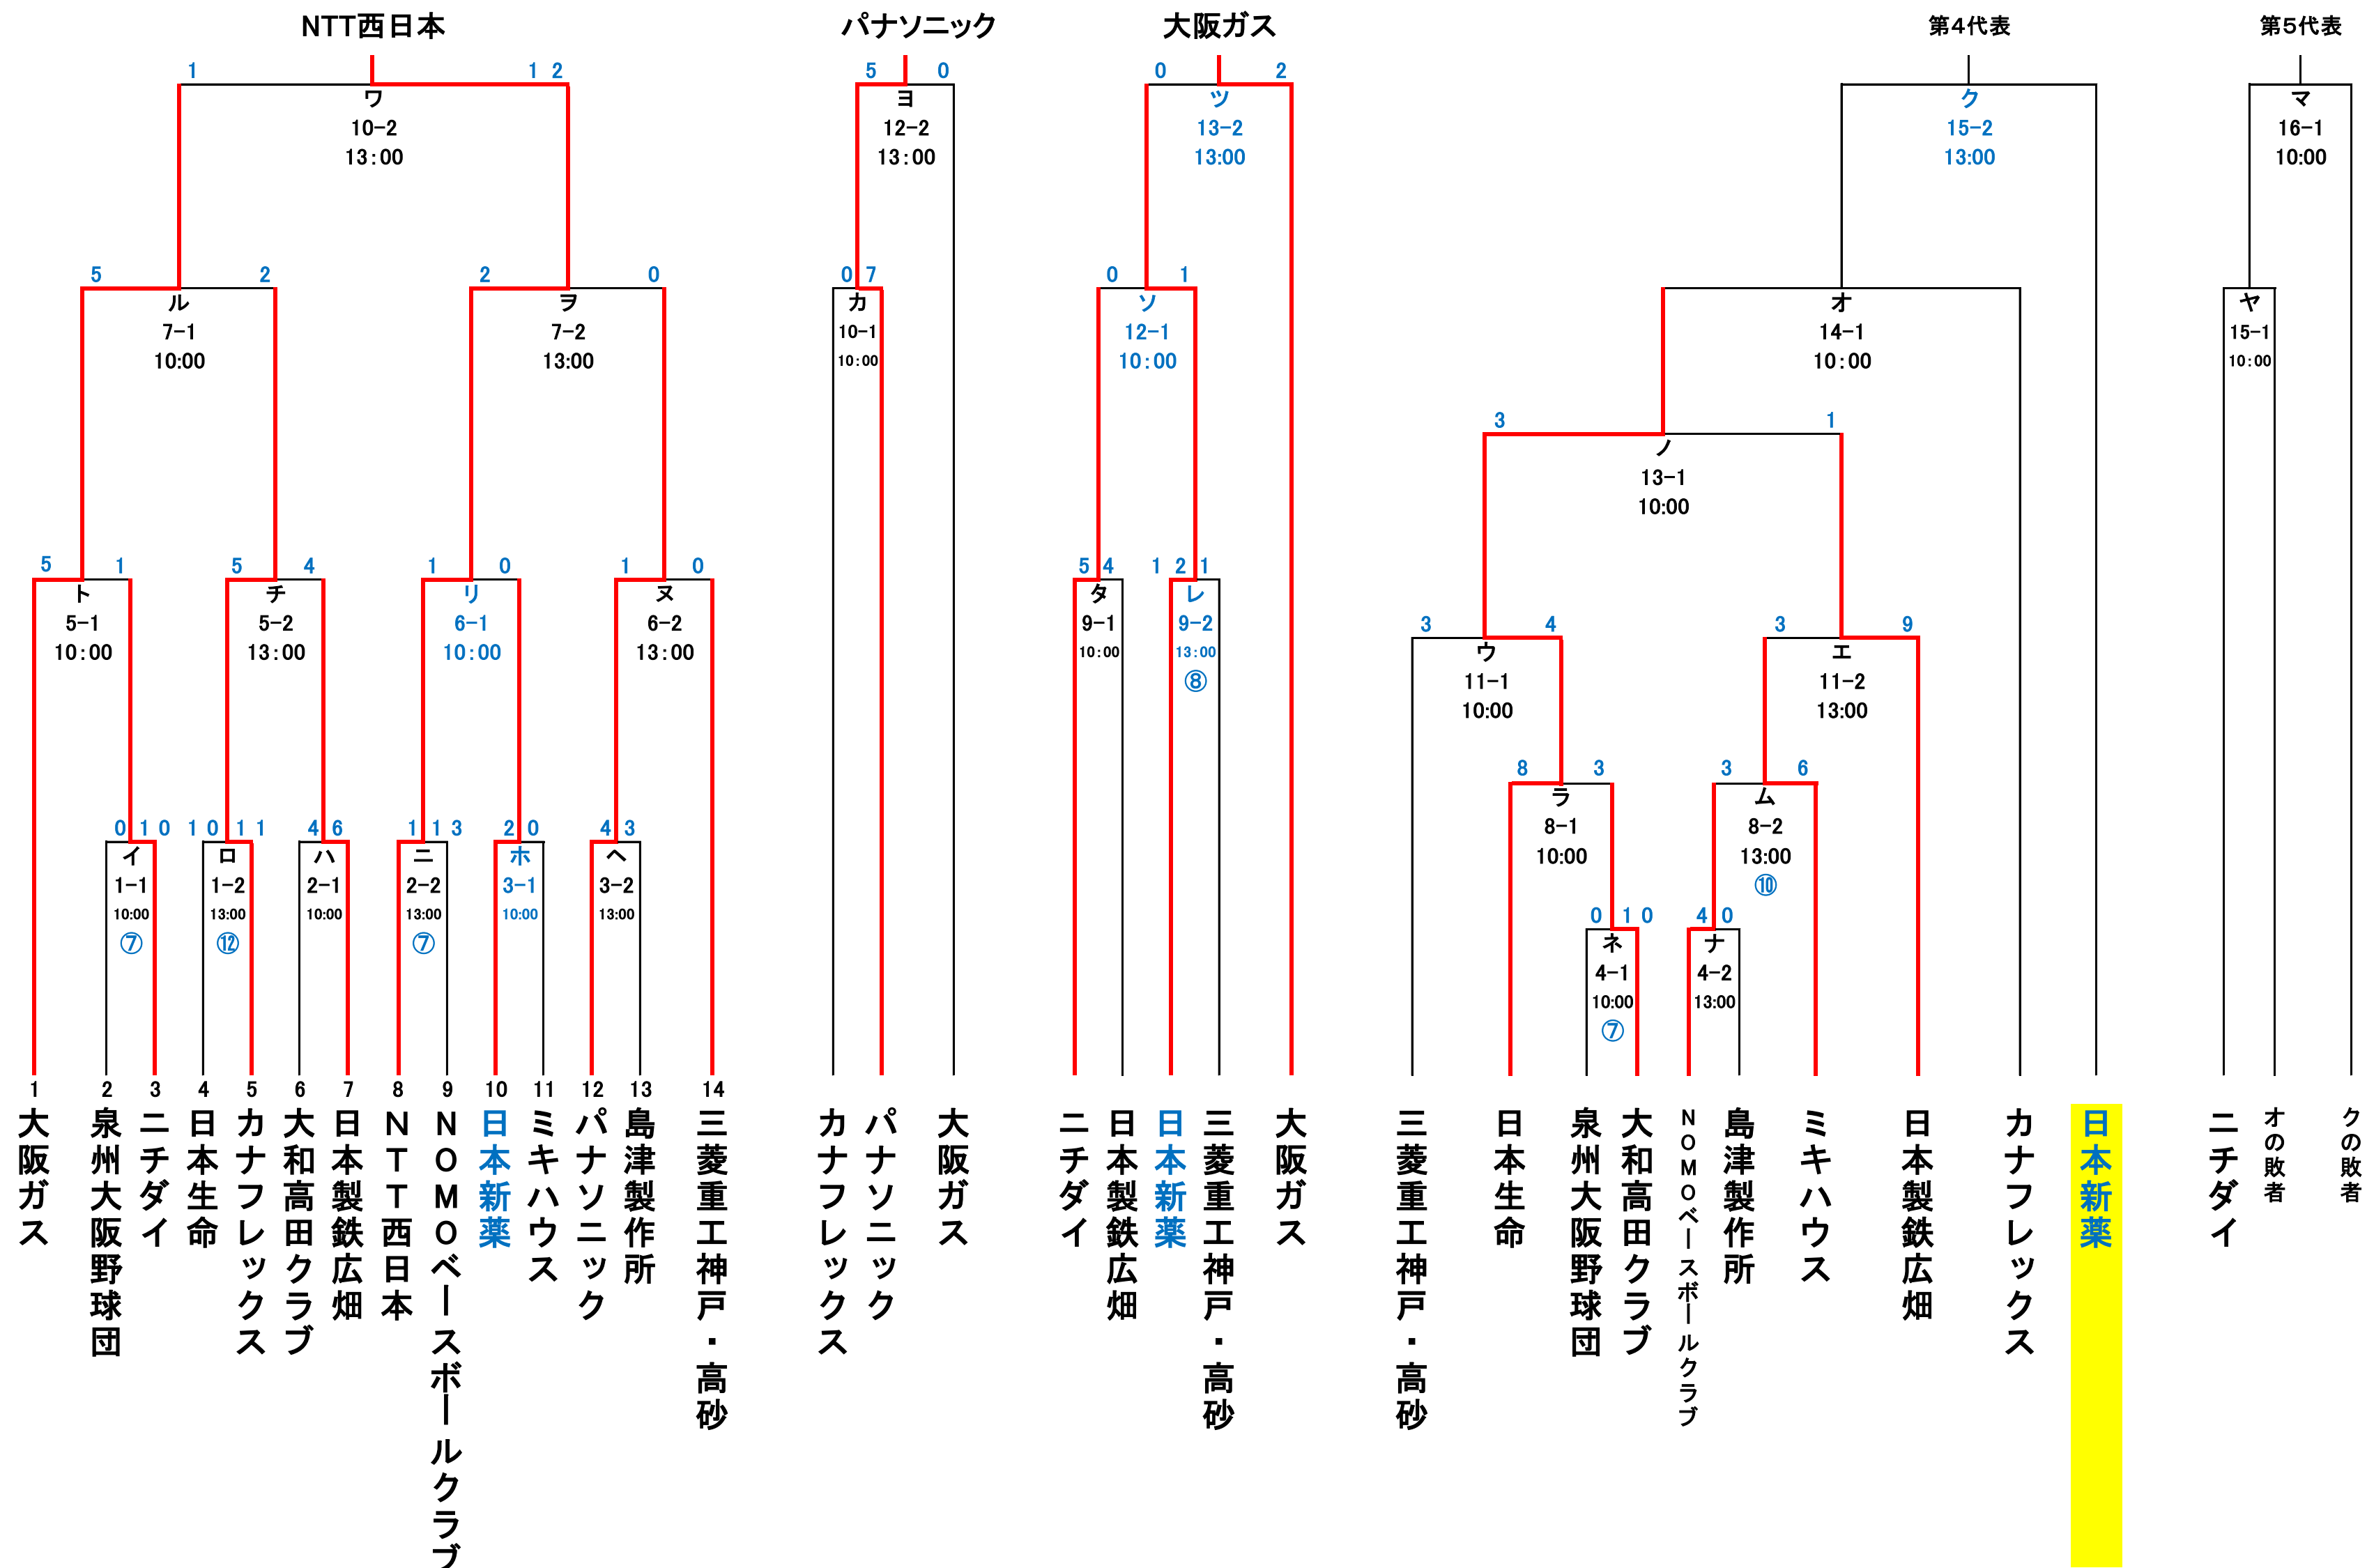 NTT西日本 パナソニック 大阪ガス 第4代表 第5代表
1 1 2 5 0 0 2
ワ ヨ ツ ク マ
10-2 12-2 13-2 15-2 16-1
13:00 13:00 13:00 13:00 10:00
5 2 2 0 0 7 0 1
ル ヲ カ ソ オ ヤ
7-1 7-2 10-1 12-1 14-1 15-1
10:00 13:00 10:00 10:00 10:00 10:00
3 1
ノ
13-1
10:00
5 1 5 4 1 0 1 0 5 4 1 2 1
ト チ リ ヌ タ レ
5-1 5-2 6-1 6-2 9-1 9-2
10:00 13:00 10:00 13:00 10:00 13:00
⑧
3 4 3 9
ウ エ
11-1 11-2
10:00 13:00
8 3 3 6
ラ ム
8-1 8-2
10:00 13:00
⑩
0 1 0 1 0 1 1 4 6 1 1 3 2 0 4 3
イ ロ ハ ニ ホ ヘ
1-1 1-2 2-1 2-2 3-1 3-2
10:00 13:00 10:00 13:00 10:00 13:00
⑦ ⑫ ⑦
0 1 0 4 0
ネ ナ
4-1 4-2
10:00 13:00
⑦
1 2 3 4 5 6 7 8 9 10 11 12 13 14
大阪ガス
泉州大阪野球団
ニチダイ
日本生命
カナフレックス
大和高田クラブ
日本製鉄広畑
NTT西日本
NOMOベースボールクラブ
日本新薬
ミキハウス
パナソニック
島津製作所
三菱重工神戸・高砂
カナフレックス
パナソニック
大阪ガス
ニチダイ
日本製鉄広畑
日本新薬
三菱重工神戸・高砂
大阪ガス
三菱重工神戸・高砂
日本生命
泉州大阪野球団
大和高田クラブ
NOMOベースボールクラブ
島津製作所
ミキハウス
日本製鉄広畑
カナフレックス
日本新薬
ニチダイ
オの敗者
クの敗者